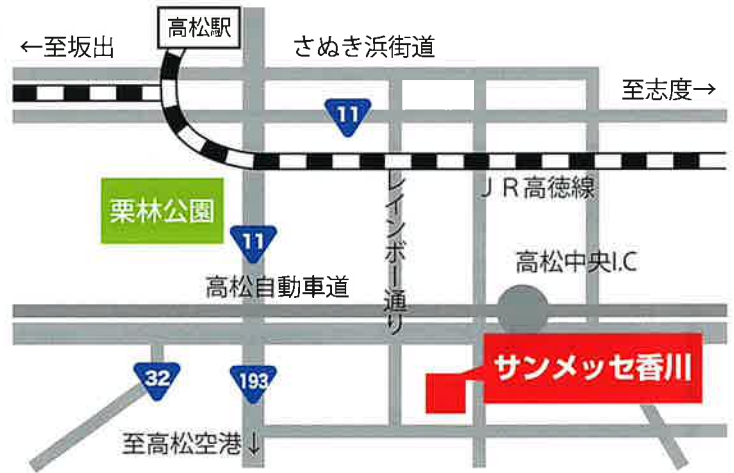 高松駅
←至坂出
さぬき浜街道
至志度→
11
JR高徳線
栗林公園
レインボー通り
11
高松中央I.C
高松自動車道
サンメッセ香川
32
193
至高松空港↓